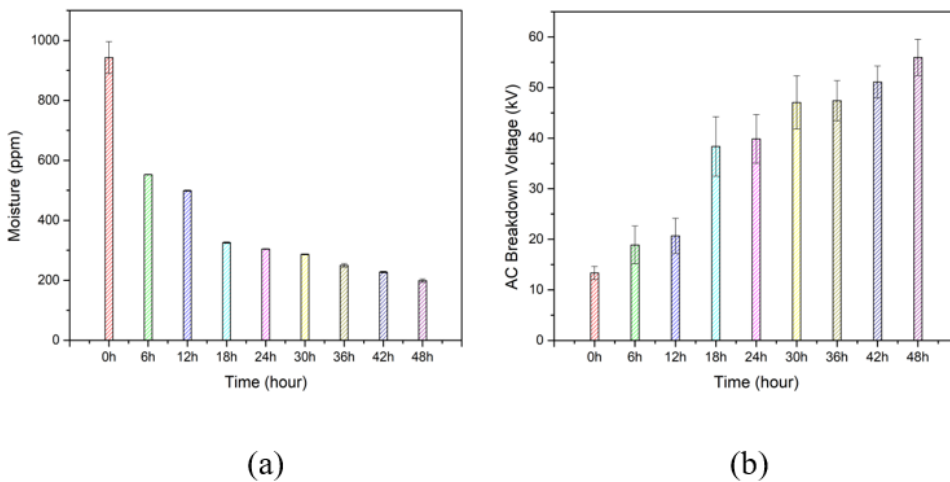 Moisture (ppm)
1000
800
600
400
200
0
0h 6h 12h 18h 24h 30h 36h 42h 48h
Time (hour)
(a)
AC Breakdown Voltage (kV)
60
50
40
30
20
10
0
0h 6h 12h 18h 24h 30h 36h 42h 48h
Time (hour)
(b)